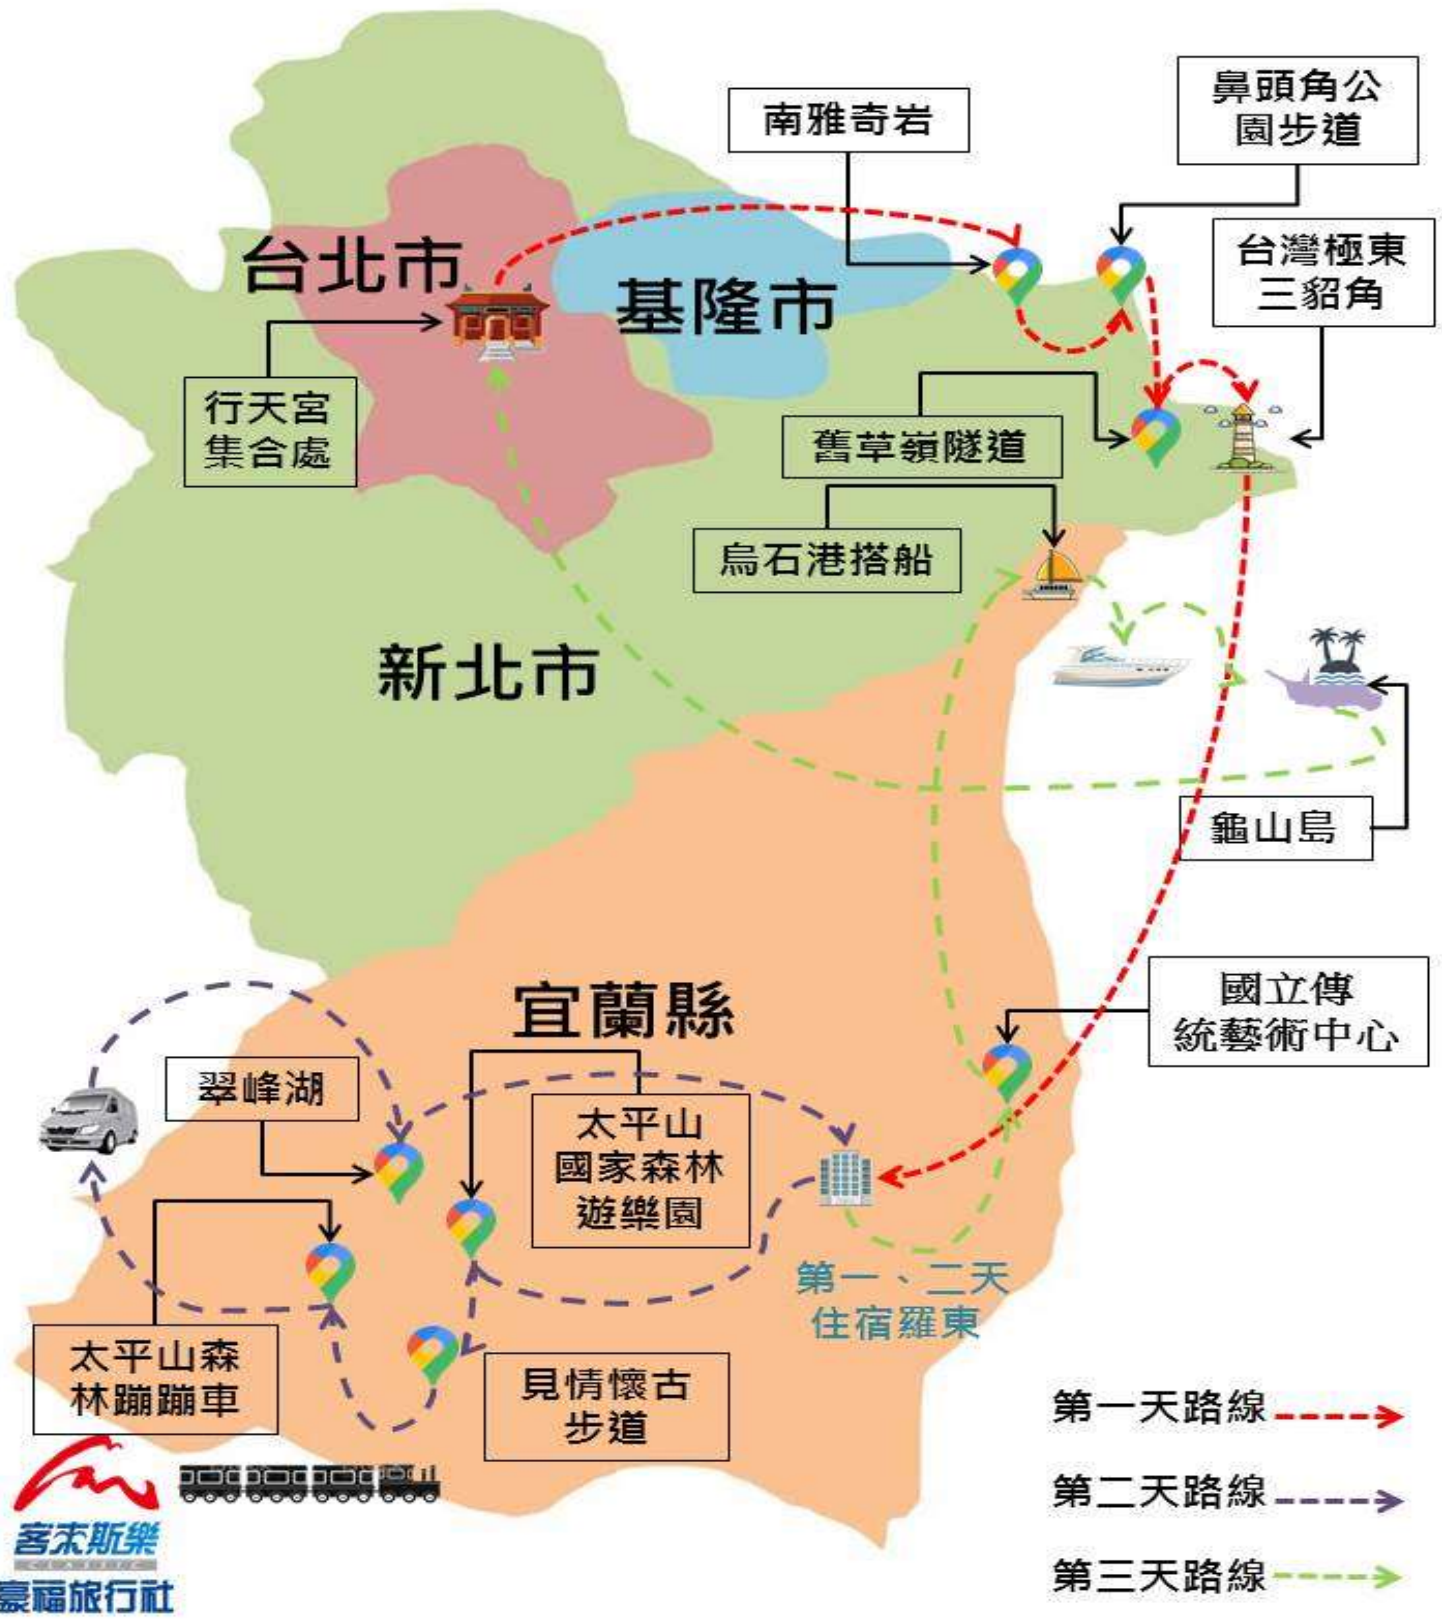 鼻頭角公
園步道
南雅奇岩
台灣極東
三貂角
台北市
基隆市
行天宮
集合處
舊草嶺隧道
烏石港搭船
新北市
龜山島
國立傳
統藝術中心
宜蘭縣
翠峰湖
太平山
國家森林
遊樂園
第一、二天
住宿羅東
太平山森
林蹦蹦車
見情懷古
步道
第一天路線
第二天路線
第三天路線
客來斯樂
豪福旅行社